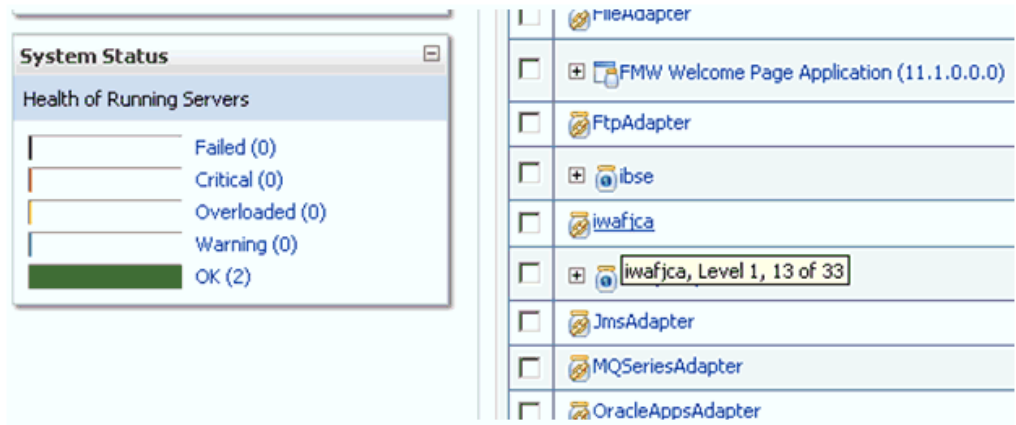 System Status
Health of Running Servers
Failed (0)
Critical (0)
Overloaded (0)
Warning (0)
OK (2)
FileAdapter
FMW Welcome Page Application (11.1.0.0.0)
FtpAdapter
ibse
iwafjca
iwafjca, Level 1, 13 of 33
JmsAdapter
MQSeriesAdapter
OracleAppsAdapter